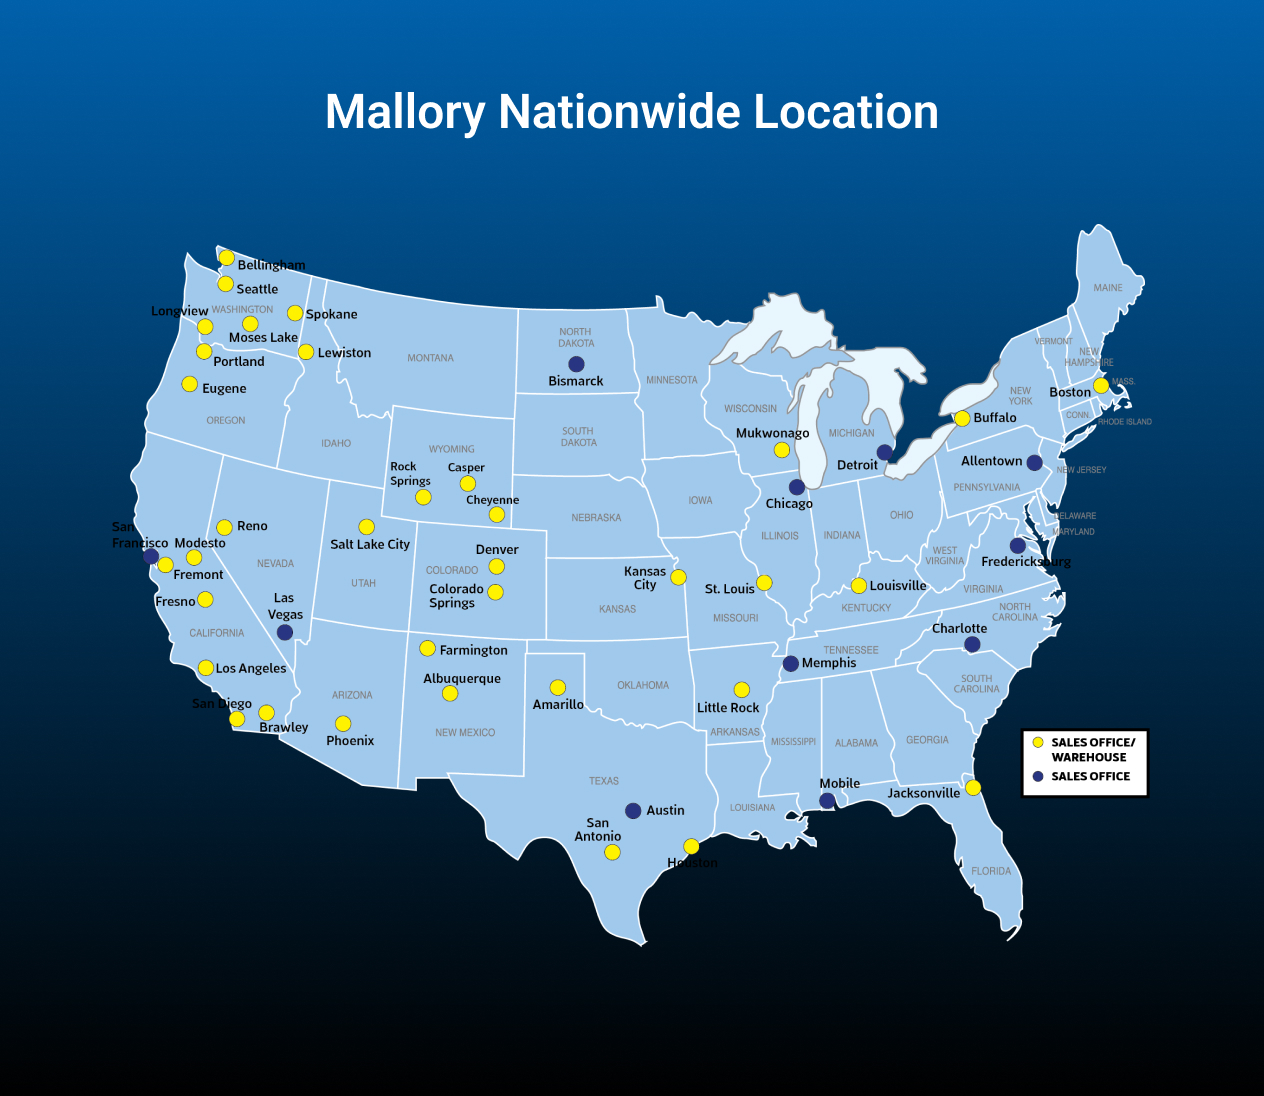 Mallory Nationwide Location
Bellingham
Seattle
Longview
WASHINGTON
Spokane
Moses Lake
Portland
Lewiston
Eugene
OREGON
IDAHO
MONTANA
NORTH
DAKOTA
Bismarck
MINNESOTA
SOUTH
DAKOTA
WYOMING
Rock
Springs
Casper
Cheyenne
WISCONSIN
Mukwonago
MICHIGAN
Detroit
Chicago
MAINE
VERMONT
NEW
HAMPSHIRE
NEW
YORK
Boston
MASS.
CONN.
RHODE ISLAND
Buffalo
Allentown
NEW JERSEY
PENNSYLVANIA
DELAWARE
MARYLAND
San
Francisco
Reno
Modesto
Fremont
Fresno
NEVADA
Las
Vegas
CALIFORNIA
Los Angeles
San Diego
Brawley
Salt Lake City
UTAH
Denver
COLORADO
Colorado
Springs
NEBRASKA
IOWA
ILLINOIS
INDIANA
OHIO
WEST
VIRGINIA
Fredericksburg
VIRGINIA
Kansas
City
KANSAS
St. Louis
MISSOURI
Louisville
KENTUCKY
NORTH
CAROLINA
Charlotte
TENNESSEE
Memphis
SOUTH
CAROLINA
ARIZONA
Phoenix
Farmington
Albuquerque
NEW MEXICO
Amarillo
OKLAHOMA
Little Rock
ARKANSAS
MISSISSIPPI
ALABAMA
GEORGIA
TEXAS
Austin
San
Antonio
Houston
LOUISIANA
Mobile
Jacksonville
FLORIDA
SALES OFFICE/
WAREHOUSE
SALES OFFICE